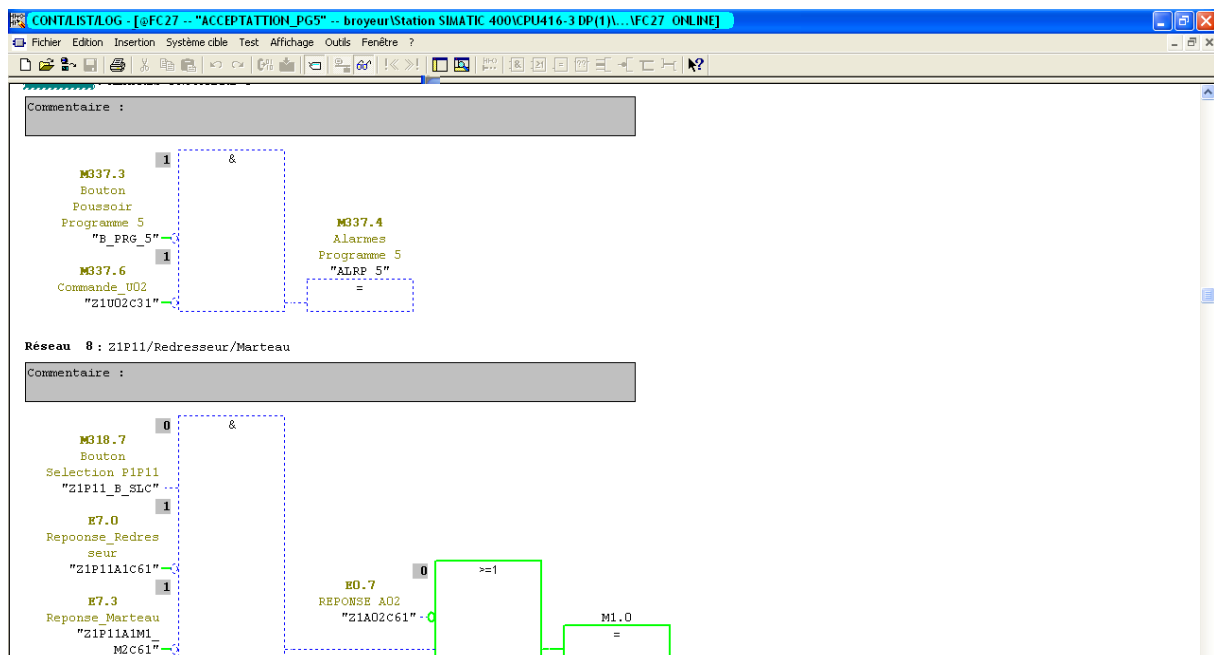 CONT/LIST/LOG - [@FC27 -- "ACCEPTATTION_PG5" -- broyeur\Station SIMATIC 400\CPU416-3 DP(1)\...\FC27 ONLINE]
Fichier Edition Insertion Système cible Test Affichage Outils Fenêtre ?
Commentaire :
1
&
M337.3
Bouton
Poussoir
Programme 5
"B_PRG_5"
M337.4
Alarmes
Programme 5
"ALRP 5"
=
1
M337.6
Commande_U02
"Z1U02C31"
Réseau 8 : Z1P11/Redresseur/Marteau
Commentaire :
0
&
M318.7
Bouton
Selection P1P11
"Z1P11_B_SLC"
1
E7.0
Repoonse_Redres
seur
"Z1P11A1C61"
0
>=1
E0.7
REPONSE A02
"Z1A02C61"
1
E7.3
Reponse_Marteau
"Z1P11A1M1_
M2C61"
M1.0
=